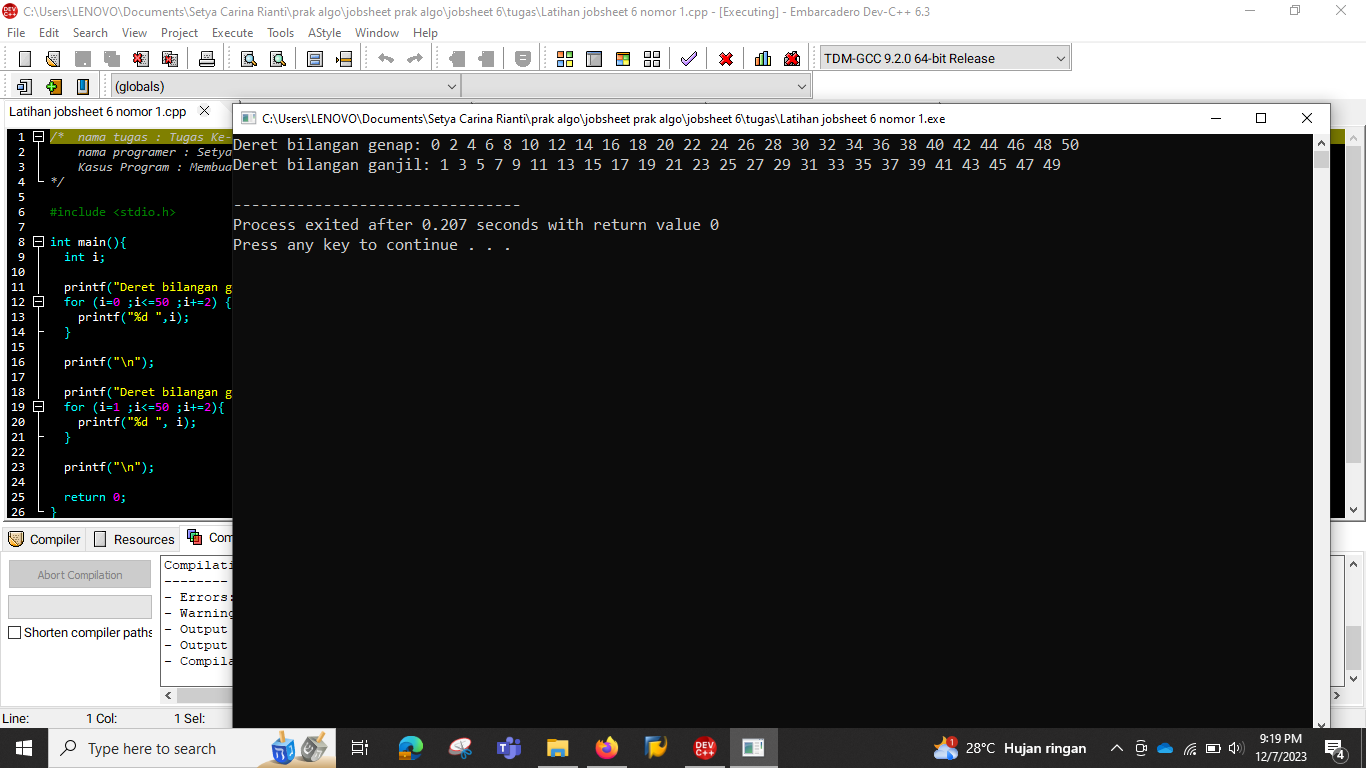 C:\Users\LENOVO\Documents\Setya Carina Rianti\prak algo\jobsheet prak algo\jobsheet 6\tugas\Latihan jobsheet 6 nomor 1.cpp - [Executing] - Embarcadero Dev-C++ 6.3
File Edit Search View Project Execute Tools AStyle Window Help
TDM-GCC 9.2.0 64-bit Release
(globals)
Latihan jobsheet 6 nomor 1.cpp
C:\Users\LENOVO\Documents\Setya Carina Rianti\prak algo\jobsheet prak algo\jobsheet 6\tugas\Latihan jobsheet 6 nomor 1.exe
Deret bilangan genap: 0 2 4 6 8 10 12 14 16 18 20 22 24 26 28 30 32 34 36 38 40 42 44 46 48 50
Deret bilangan ganjil: 1 3 5 7 9 11 13 15 17 19 21 23 25 27 29 31 33 35 37 39 41 43 45 47 49
--------------------------------
Process exited after 0.207 seconds with return value 0
Press any key to continue . . .
1 /* nama tugas : Tugas Ke-
2 nama programer : Setya
3 Kasus Program : Membua
4 */
5
6 #include <stdio.h>
7
8 int main(){
9 int i;
10
11 printf("Deret bilangan g
12 for (i=0 ;i<=50 ;i+=2) {
13 printf("%d ",i);
14 }
15
16 printf("\n");
17
18 printf("Deret bilangan g
19 for (i=1 ;i<=50 ;i+=2){
20 printf("%d ", i);
21 }
22
23 printf("\n");
24
25 return 0;
26 }
Compiler Resources Com
Abort Compilation
Shorten compiler paths
Compilati
--------
- Errors:
- Warning
- Output
- Output
- Compila
Line: 1 Col: 1 Sel:
Type here to search
28°C Hujan ringan
9:19 PM
12/7/2023
4